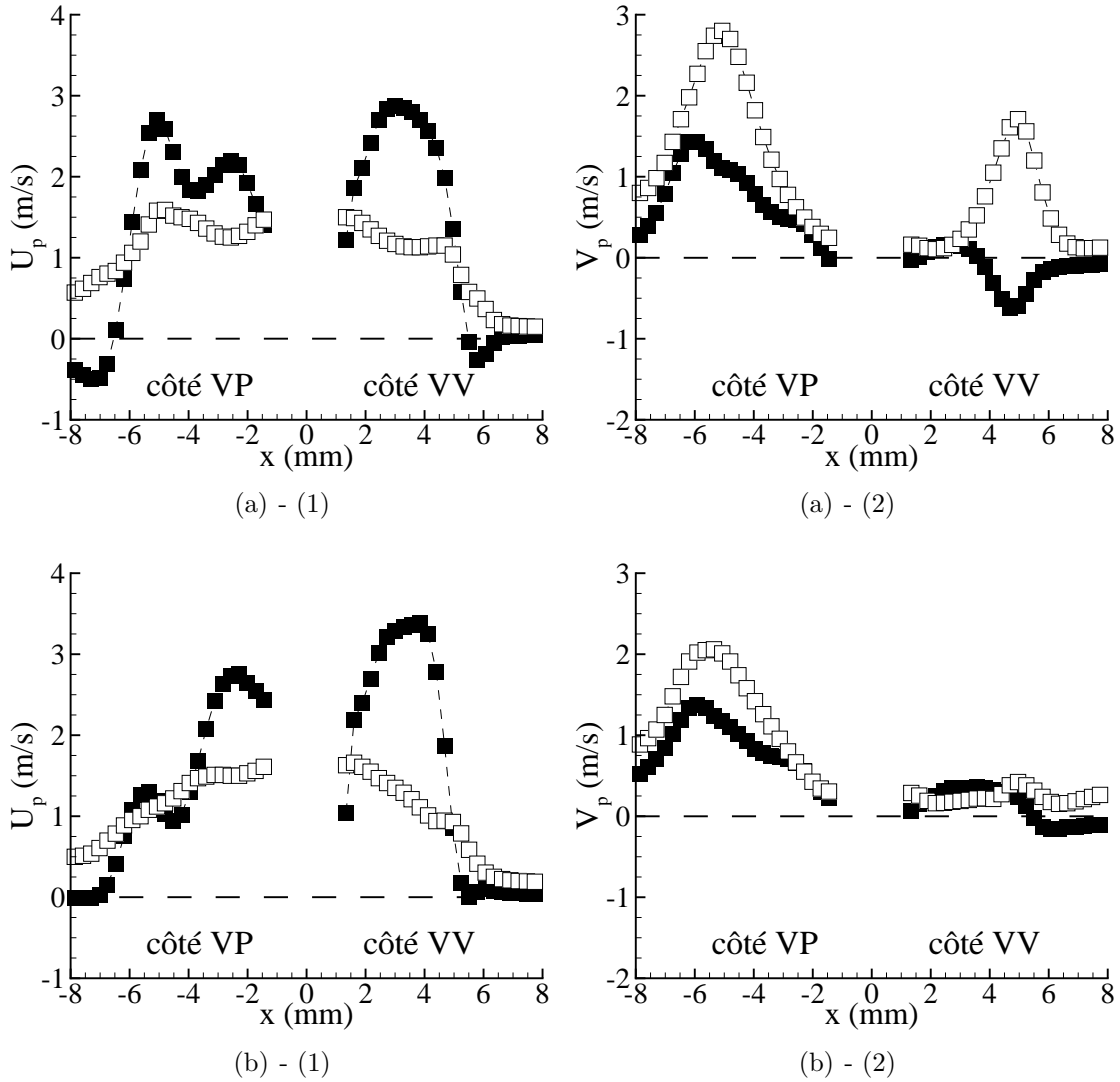 4
3
2
1
0
-1
U_p (m/s)
-8 -6 -4 -2 0 2 4 6 8
x (mm)
côté VP côté VV
(a) - (1)
3
2
1
0
-1
-2
V_p (m/s)
-8 -6 -4 -2 0 2 4 6 8
x (mm)
côté VP côté VV
(a) - (2)
4
3
2
1
0
-1
U_p (m/s)
-8 -6 -4 -2 0 2 4 6 8
x (mm)
côté VP côté VV
(b) - (1)
3
2
1
0
-1
-2
V_p (m/s)
-8 -6 -4 -2 0 2 4 6 8
x (mm)
côté VP côté VV
(b) - (2)